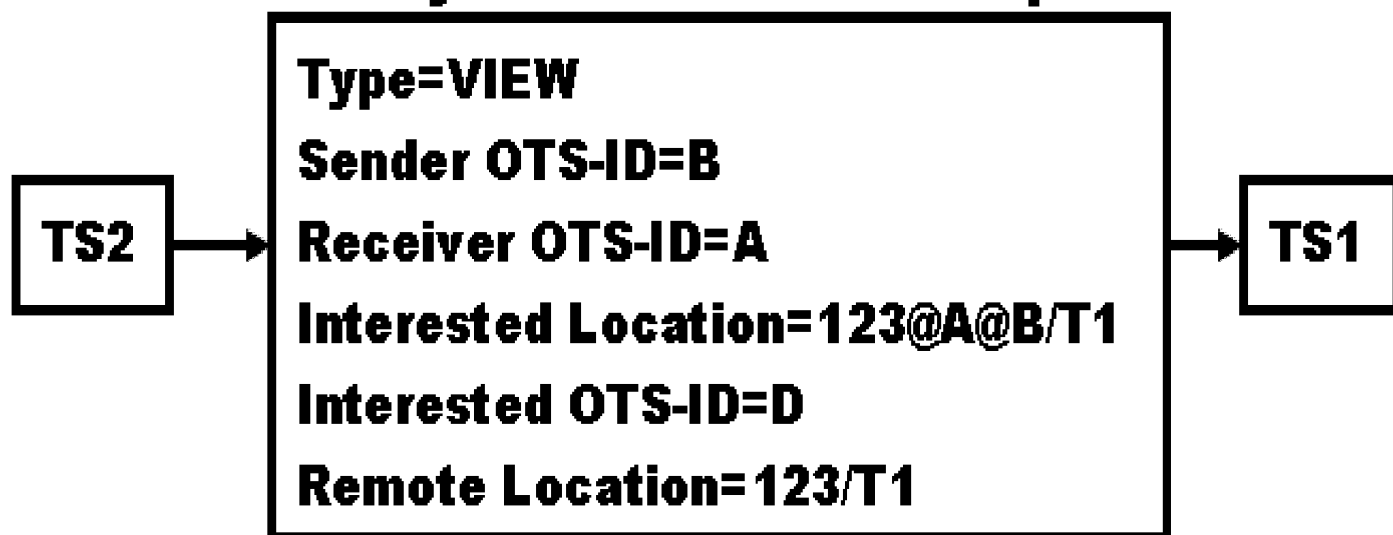 Type=VIEW
Sender OTS-ID=B
TS2
Receiver OTS-ID=A
TS1
Interested Location=123@A@B/T1
Interested OTS-ID=D
Remote Location=123/T1